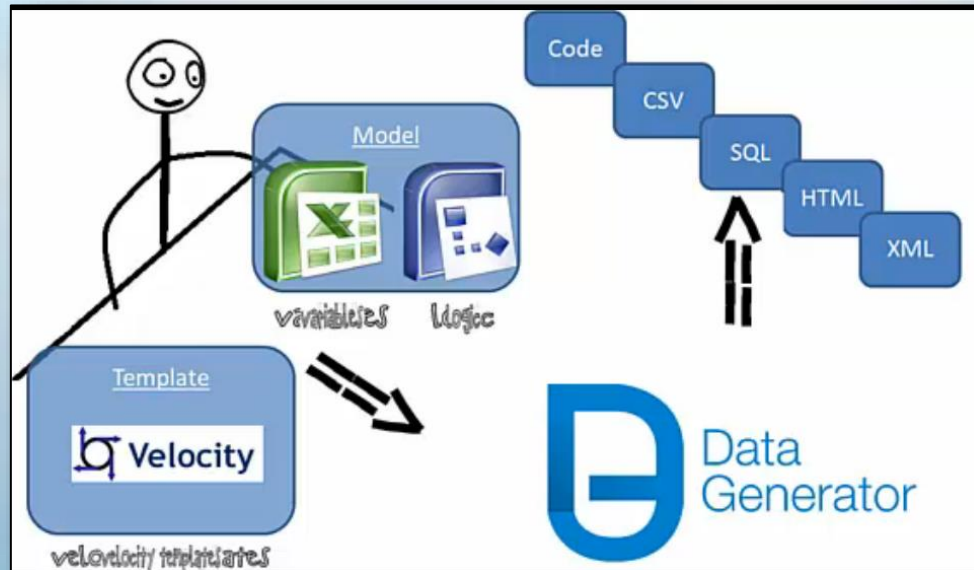 Code
CSV
SQL
HTML
XML
Model
Template
Velocity
Data
Generator